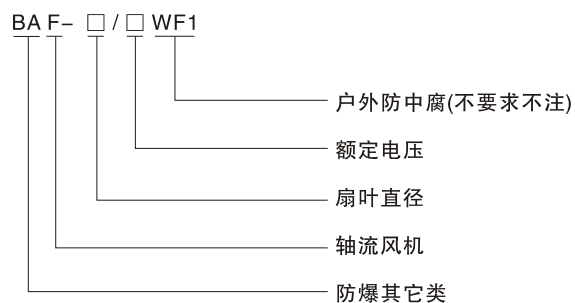 BA F- □ / □ WF1
户外防中腐(不要求不注)
额定电压
扇叶直径
轴流风机
防爆其它类